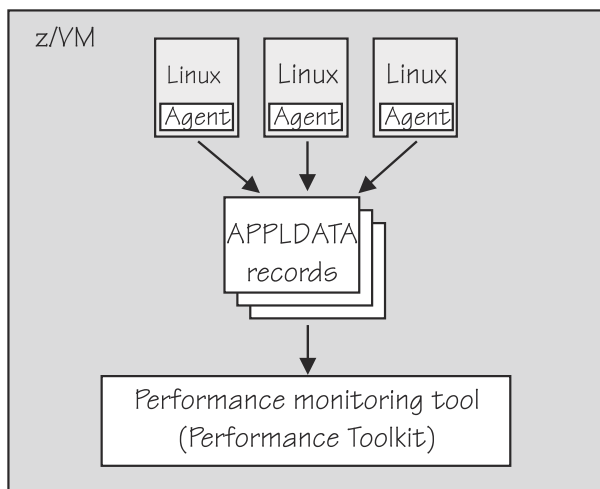 z/VM
Linux Linux Linux
Agent Agent Agent
APPLDATA
records
Performance monitoring tool
(Performance Toolkit)